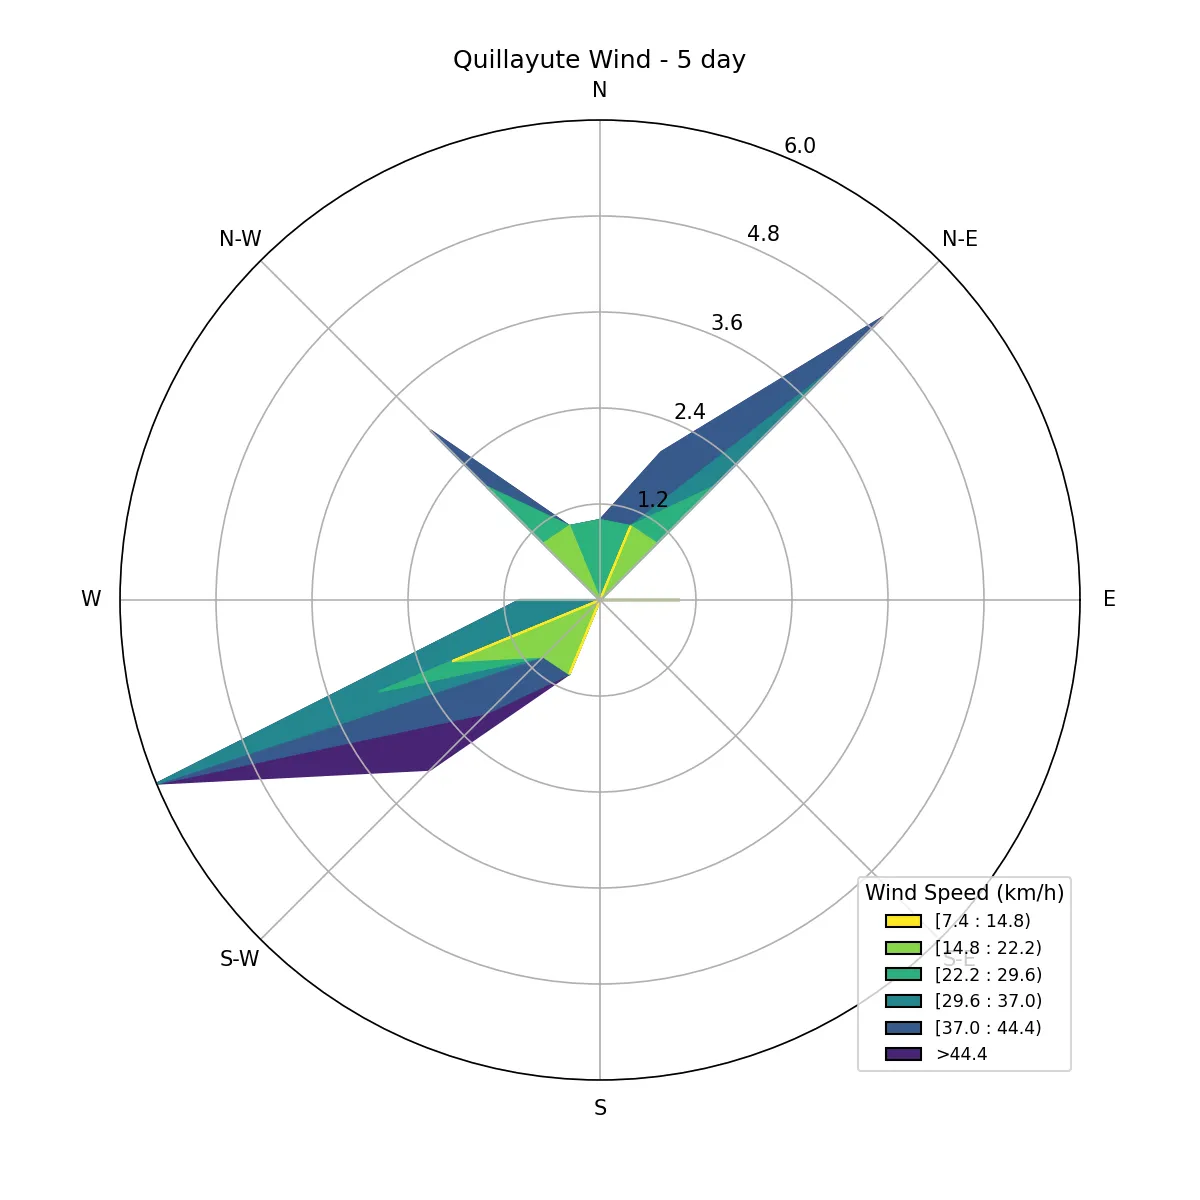 Quillayute Wind - 5 day
N
6.0
N-W
4.8
N-E
3.6
2.4
1.2
W
E
S-W
S-E
S
Wind Speed (km/h)
[7.4 : 14.8)
[14.8 : 22.2)
[22.2 : 29.6)
[29.6 : 37.0)
[37.0 : 44.4)
>44.4